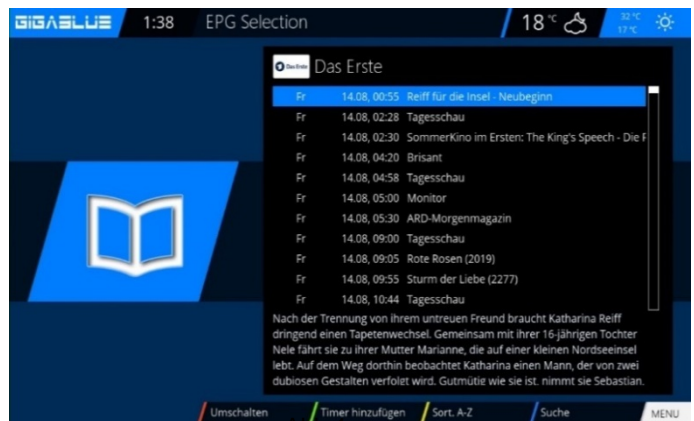 GIGABLUE 1:38 EPG Selection 18 °C 32 °C
17 °C
Das Erste Das Erste
Fr 14.08, 00:55 Reiff für die Insel - Neubeginn
Fr 14.08, 02:28 Tagesschau
Fr 14.08, 02:30 SommerKino im Ersten: The King's Speech - Die F
Fr 14.08, 04:20 Brisant
Fr 14.08, 04:58 Tagesschau
Fr 14.08, 05:00 Monitor
Fr 14.08, 05:30 ARD-Morgenmagazin
Fr 14.08, 09:00 Tagesschau
Fr 14.08, 09:05 Rote Rosen (2019)
Fr 14.08, 09:55 Sturm der Liebe (2277)
Fr 14.08, 10:44 Tagesschau
Nach der Trennung von ihrem untreuen Freund braucht Katharina Reiff
dringend einen Tapetenwechsel. Gemeinsam mit ihrer 16-jährigen Tochter
Nele fährt sie zu ihrer Mutter Marianne, die auf einer kleinen Nordseeinsel
lebt. Auf dem Weg dorthin beobachtet Katharina einen Mann, der von zwei
dubiosen Gestalten verfolgt wird. Gutmütig wie sie ist, nimmt sie Sebastian,
Umschalten Timer hinzufügen Sort. A-Z Suche MENU